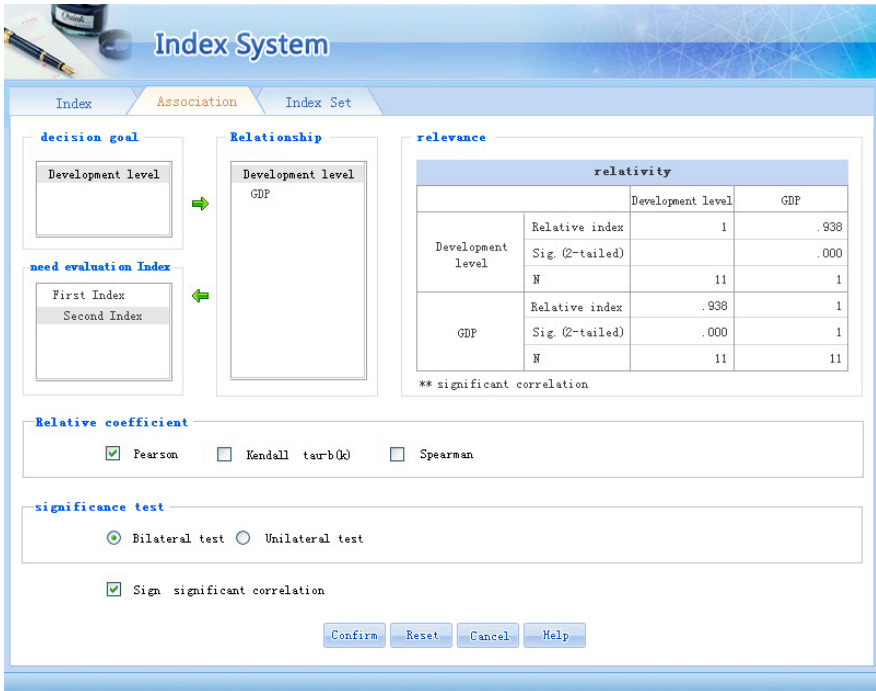 Quink
Index System
Index Association Index Set
decision goal
Development level
need evaluation Index
First Index
Second Index
Relationship
Development level
GDP
relevance
relativity
Development level GDP
Development level
Relative index 1 .938
Sig. (2-tailed) .000
N 11 1
GDP
Relative index .938 1
Sig. (2-tailed) .000 1
N 11 11
** significant correlation
Relative coefficient
Pearson Kendall tau-b(k) Spearman
significance test
Bilateral test Unilateral test
Sign significant correlation
Confirm Reset Cancel Help